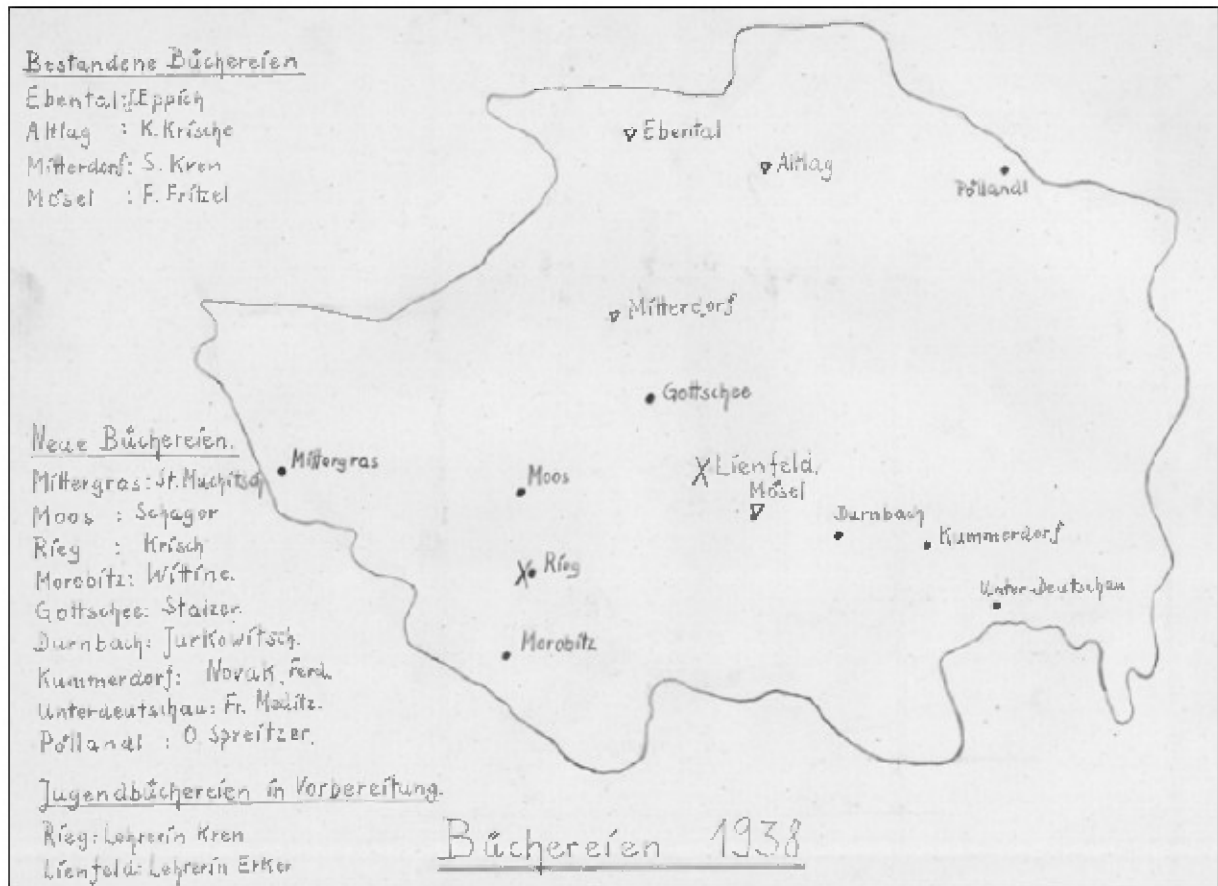 Bestandene Büchereien
Ebental: J. Eppich
Altlag : K. Krische
Mitterdorf: S. Kren
Mösel : F. Fritzel
Ebental
Altlag
Pöllandl
Mitterdorf
Gottschee
Neue Büchereien.
Mittergras: St. Muchitsch
Moos : Schager
Rieg : Krisch
Morobitz: Wittine.
Gottschee: Staizer.
Durnbach: Jurkowitsch.
Kummerdorf: Novak, Ferd.
Unterdeutschau: Fr. Meditz.
Pöllandl : O. Spreitzer.
Mittergras
Moos
Lienfeld.
Mösel
Durnbach
Kummerdorf
Rieg
Unter-Deutschau
Morobitz
Jugendbüchereien in Vorbereitung.
Rieg: Lehrerin Kren
Lienfeld: Lehrerin Erker
Büchereien 1938